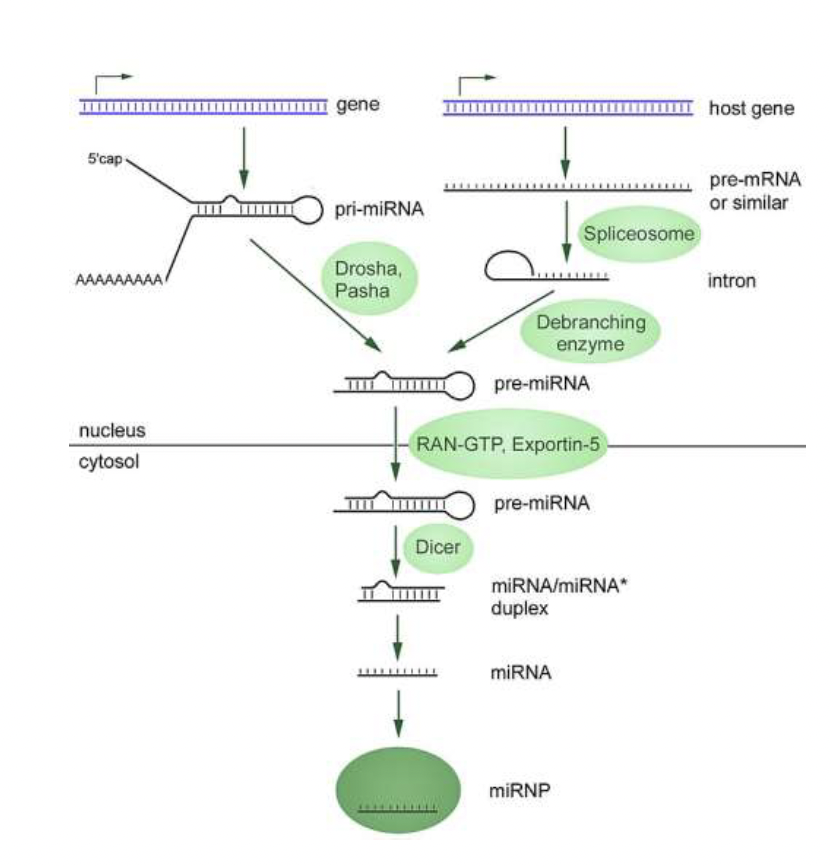 gene
host gene
5'cap
pri-miRNA
AAAAAAAAA
pre-mRNA
or similar
Spliceosome
Drosha,
Pasha
intron
Debranching
enzyme
pre-miRNA
nucleus
cytosol
RAN-GTP, Exportin-5
pre-miRNA
Dicer
miRNA/miRNA*
duplex
miRNA
miRNP